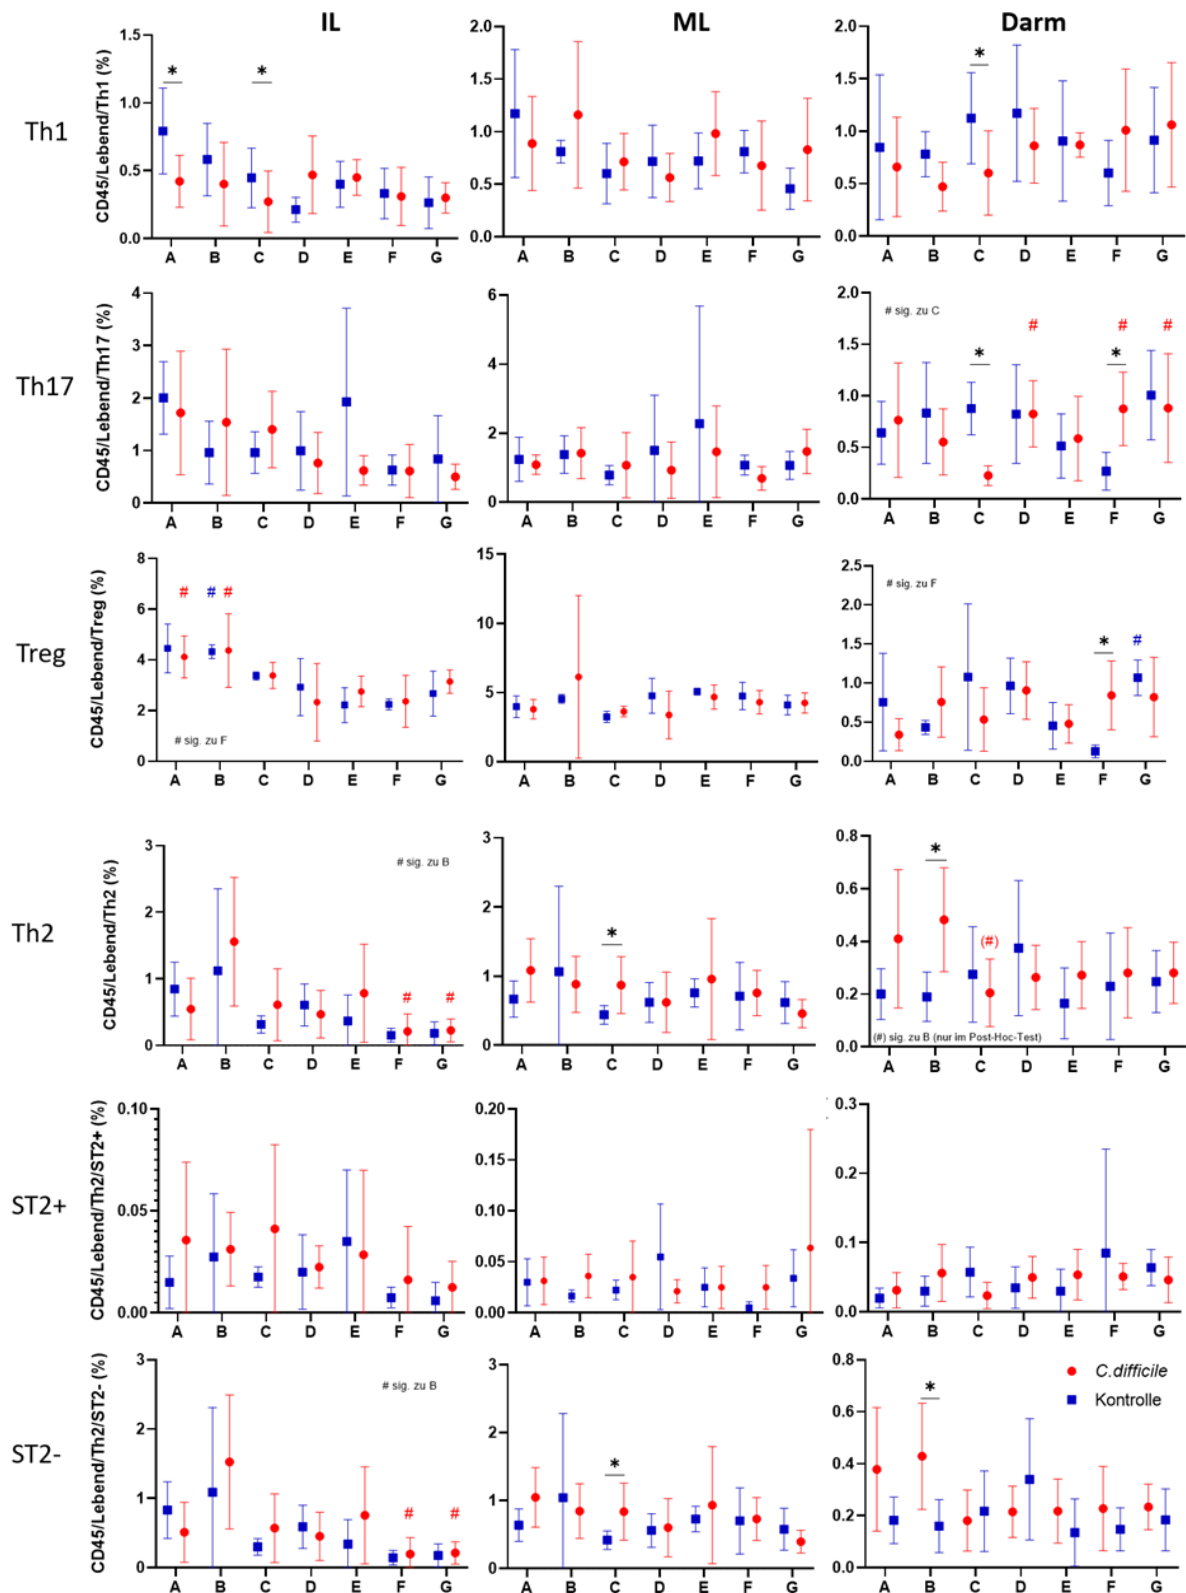 IL ML Darm
Th1
CD45/Lebend/Th1 (%)
1.5
1.0
0.5
0.0
* *
A B C D E F G
2.0
1.5
1.0
0.5
0.0
A B C D E F G
2.0
1.5
1.0
0.5
0.0
*
A B C D E F G
Th17
CD45/Lebend/Th17 (%)
4
3
2
1
0
A B C D E F G
6
4
2
0
A B C D E F G
2.0
1.5
1.0
0.5
0.0
# sig. zu C
# # #
* *
A B C D E F G
Treg
CD45/Lebend/Treg (%)
8
6
4
2
0
# # #
# sig. zu F
A B C D E F G
15
10
5
0
A B C D E F G
2.5
2.0
1.5
1.0
0.5
0.0
# sig. zu F
* #
A B C D E F G
Th2
CD45/Lebend/Th2 (%)
3
2
1
0
# sig. zu B
# #
A B C D E F G
3
2
1
0
*
A B C D E F G
0.8
0.6
0.4
0.2
0.0
*
(#)
(#) sig. zu B (nur im Post-Hoc-Test)
A B C D E F G
ST2+
CD45/Lebend/Th2/ST2+ (%)
0.10
0.05
0.00
A B C D E F G
0.20
0.15
0.10
0.05
0.00
A B C D E F G
0.3
0.2
0.1
0.0
A B C D E F G
ST2-
CD45/Lebend/Th2/ST2- (%)
3
2
1
0
# sig. zu B
# #
A B C D E F G
3
2
1
0
*
A B C D E F G
0.8
0.6
0.4
0.2
0.0
*
C.difficile
Kontrolle
A B C D E F G